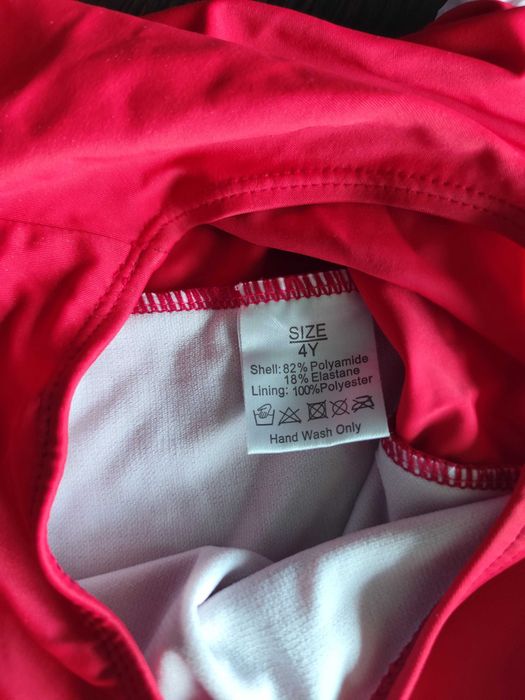 SIZE
4Y
Shell: 82% Polyamide
18% Elastane
Lining: 100%Polyester
Hand Wash Only